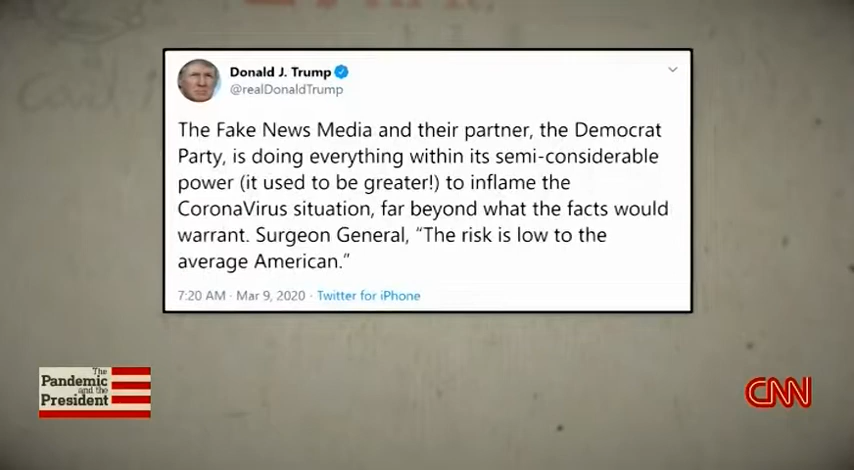 Donald J. Trump
@realDonaldTrump
The Fake News Media and their partner, the Democrat
Party, is doing everything within its semi-considerable
power (it used to be greater!) to inflame the
CoronaVirus situation, far beyond what the facts would
warrant. Surgeon General, “The risk is low to the
average American.”
7:20 AM · Mar 9, 2020 · Twitter for iPhone
The
Pandemic
and the
President
CNN